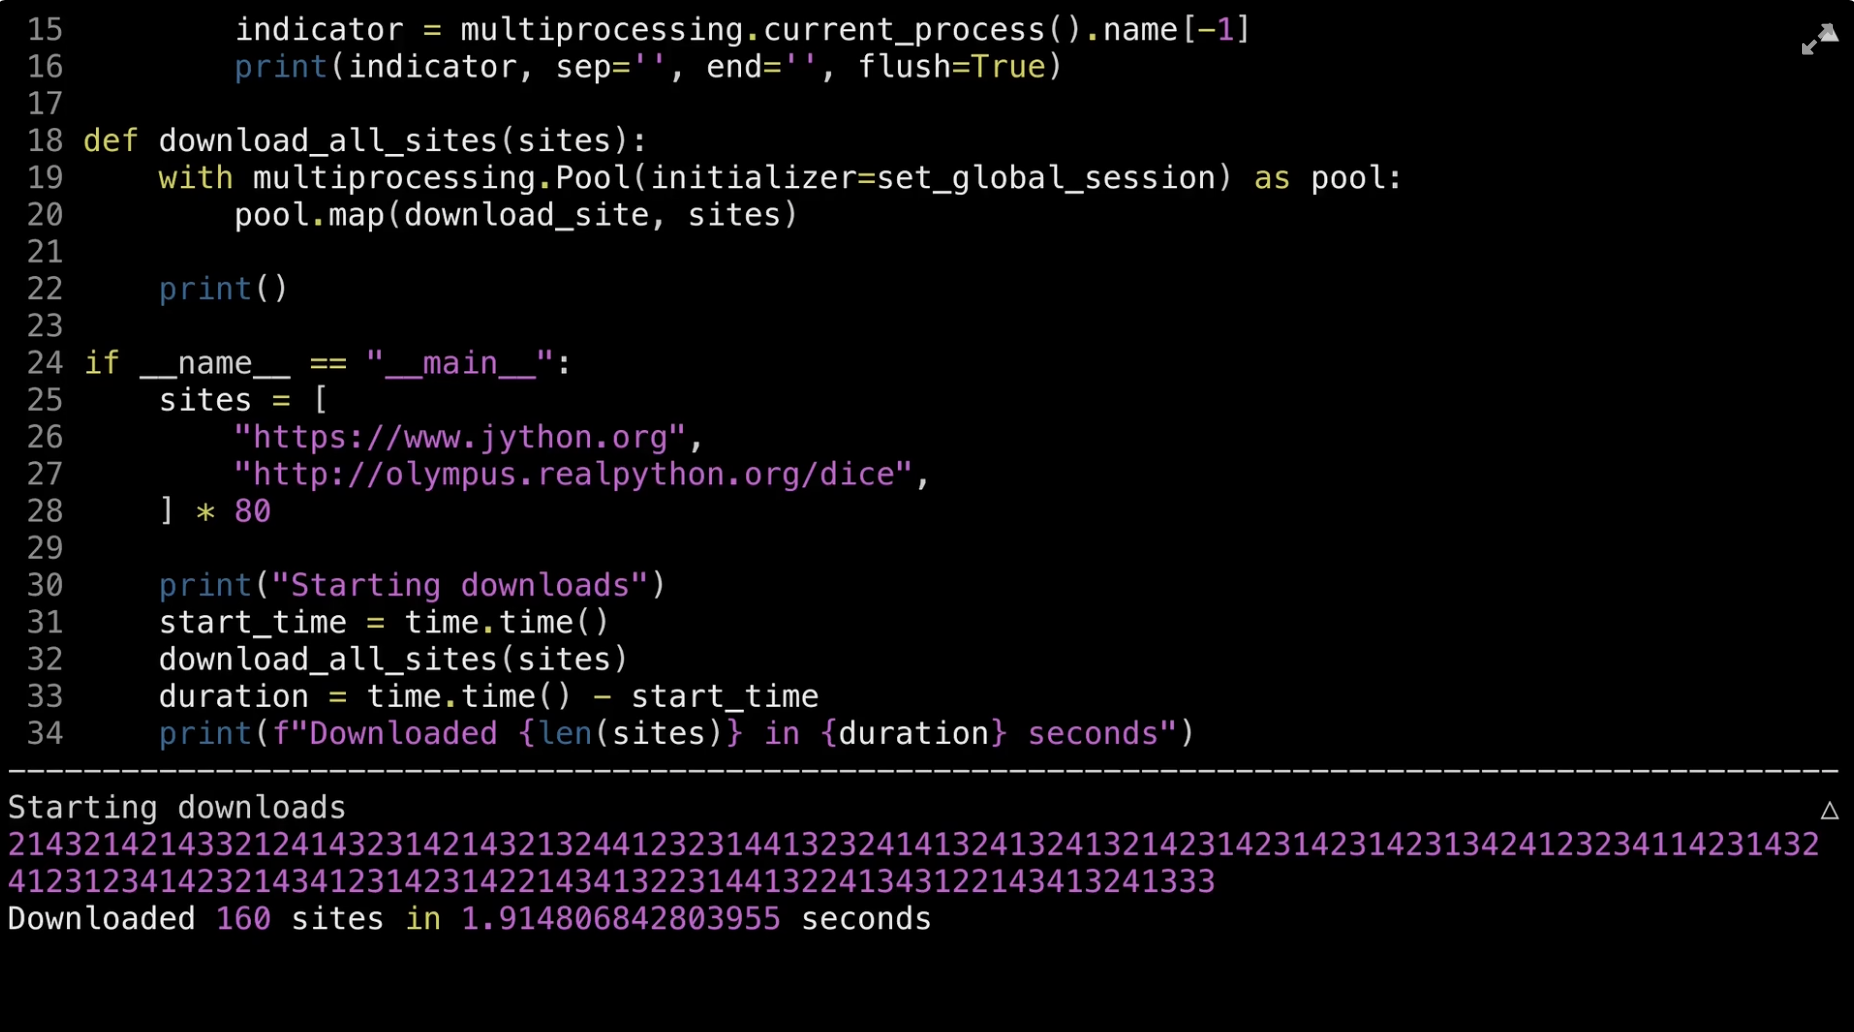 15         indicator = multiprocessing.current_process().name[-1]
16         print(indicator, sep='', end='', flush=True)
17
18 def download_all_sites(sites):
19     with multiprocessing.Pool(initializer=set_global_session) as pool:
20         pool.map(download_site, sites)
21
22     print()
23
24 if __name__ == "__main__":
25     sites = [
26         "https://www.jython.org",
27         "http://olympus.realpython.org/dice",
28     ] * 80
29
30     print("Starting downloads")
31     start_time = time.time()
32     download_all_sites(sites)
33     duration = time.time() - start_time
34     print(f"Downloaded {len(sites)} in {duration} seconds")
Starting downloads
214321421433212414323142143213244123231441323241413241324132142314231423142313424123234114231432
4123123414232143412314231422143413223144132241343122143413241333
Downloaded 160 sites in 1.914806842803955 seconds